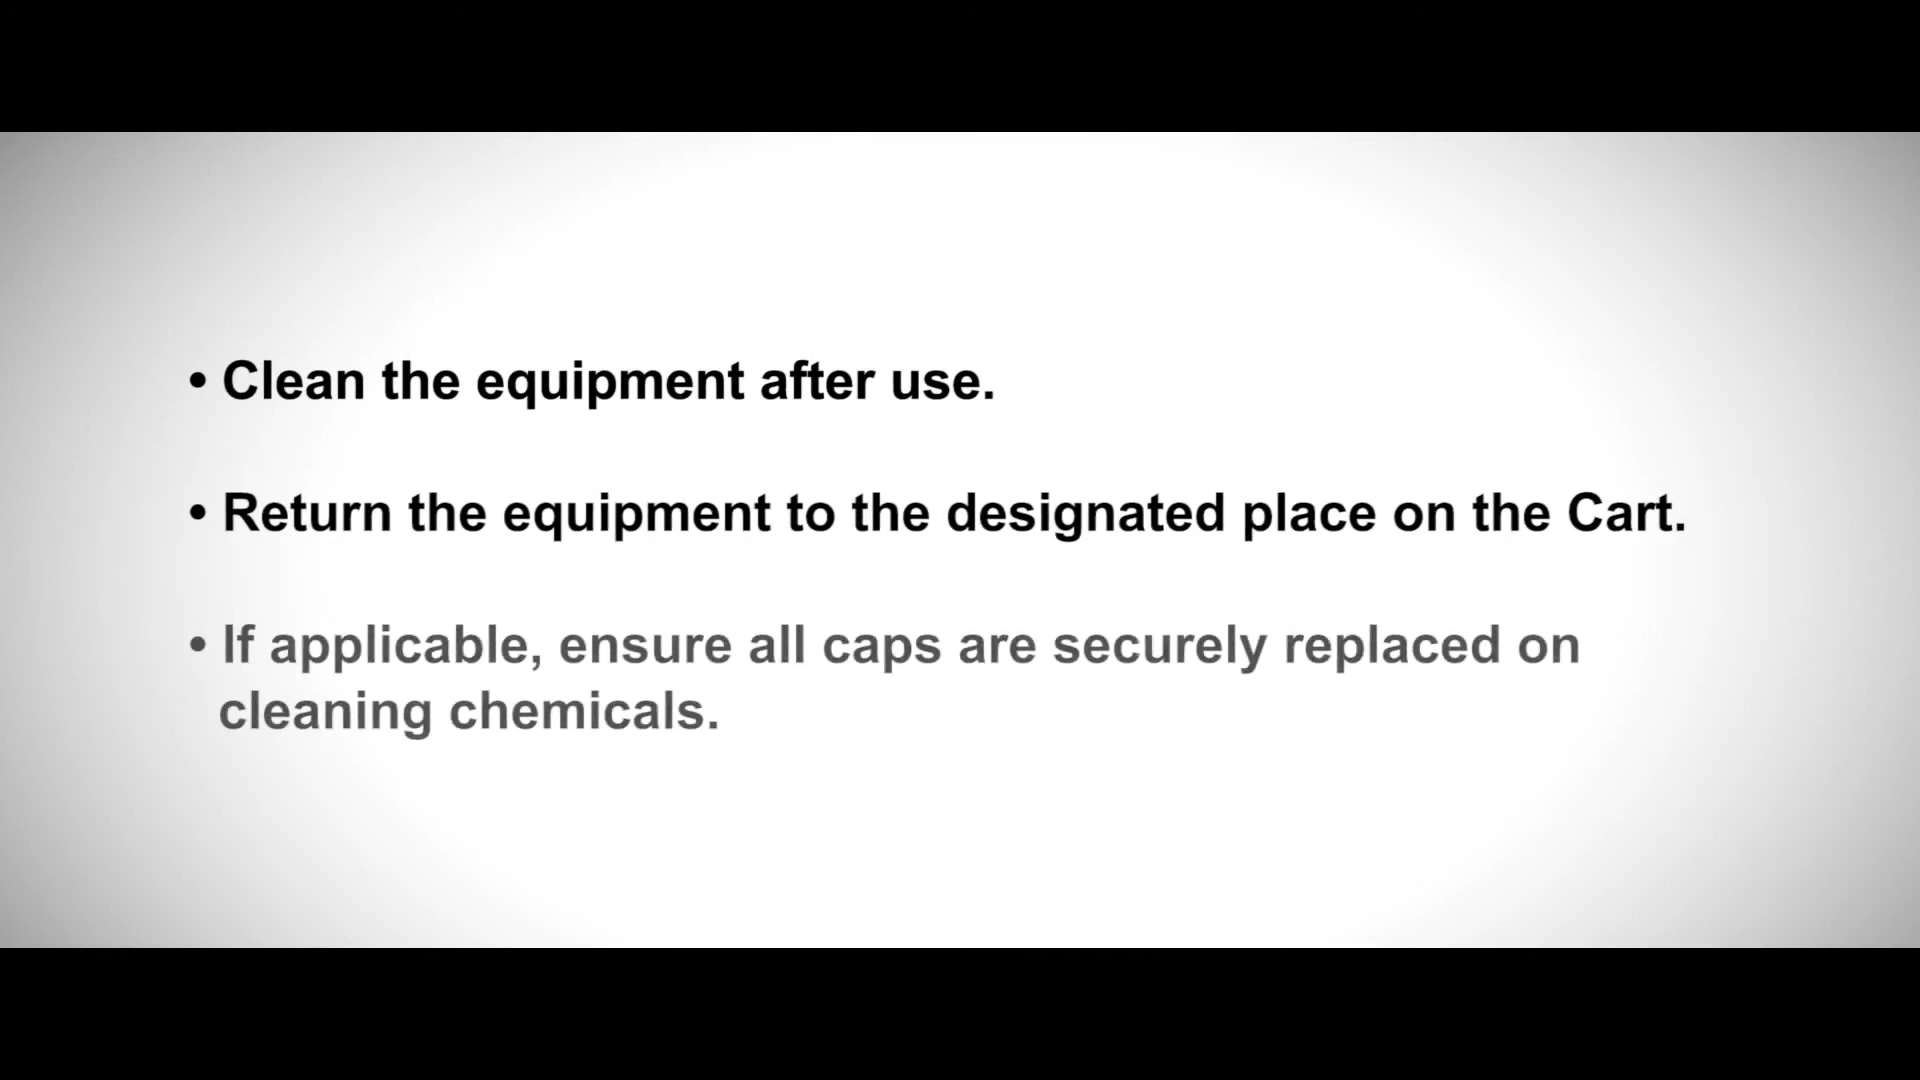 • Clean the equipment after use.
• Return the equipment to the designated place on the Cart.
• If applicable, ensure all caps are securely replaced on
cleaning chemicals.